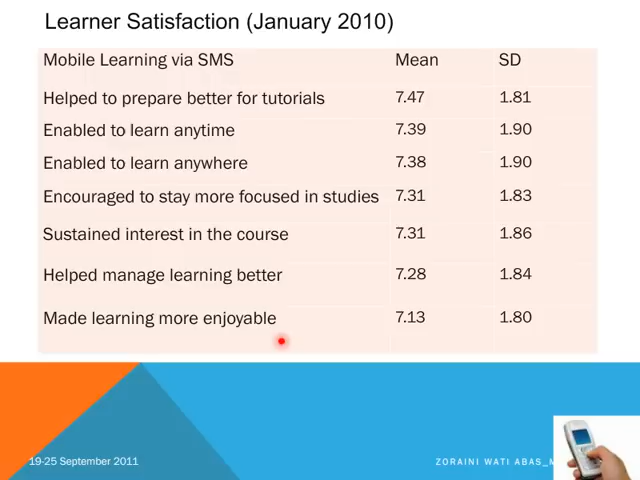 Learner Satisfaction (January 2010)
Mobile Learning via SMS Mean SD
Helped to prepare better for tutorials 7.47 1.81
Enabled to learn anytime 7.39 1.90
Enabled to learn anywhere 7.38 1.90
Encouraged to stay more focused in studies 7.31 1.83
Sustained interest in the course 7.31 1.86
Helped manage learning better 7.28 1.84
Made learning more enjoyable 7.13 1.80
19-25 September 2011
ZORAINI WATI ABAS_M